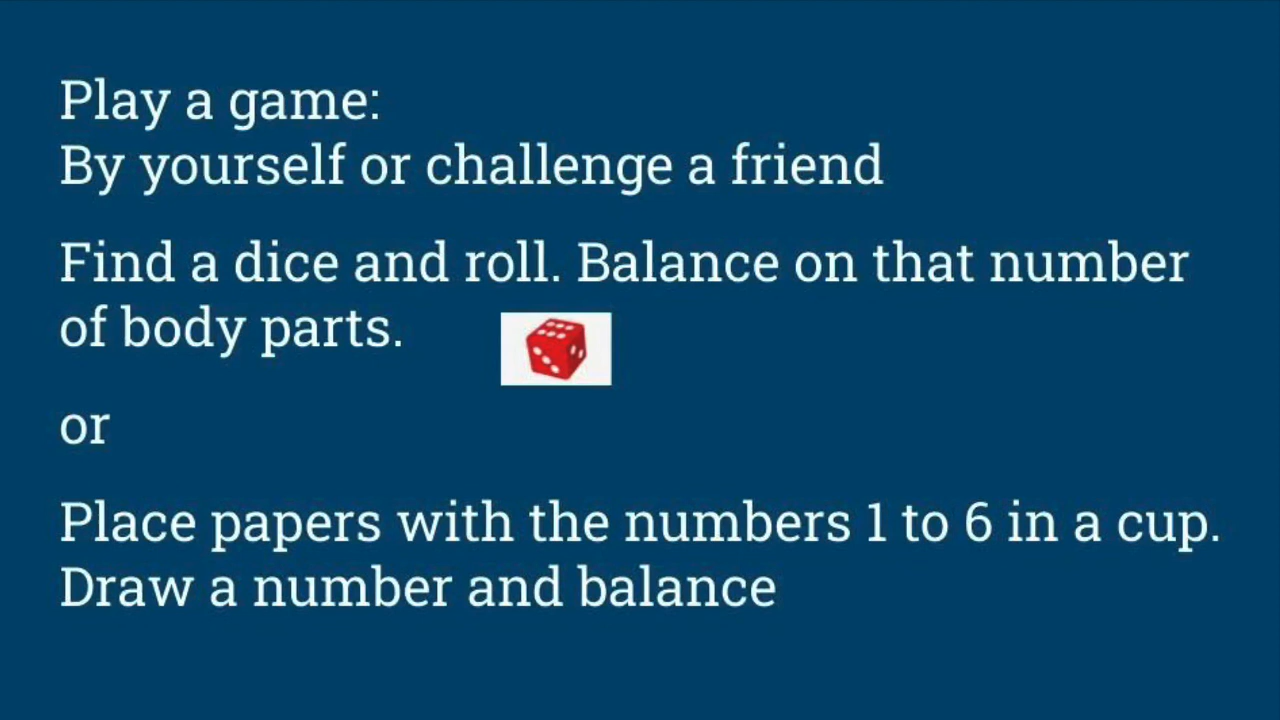 Play a game:
By yourself or challenge a friend
Find a dice and roll. Balance on that number
of body parts.
or
Place papers with the numbers 1 to 6 in a cup.
Draw a number and balance